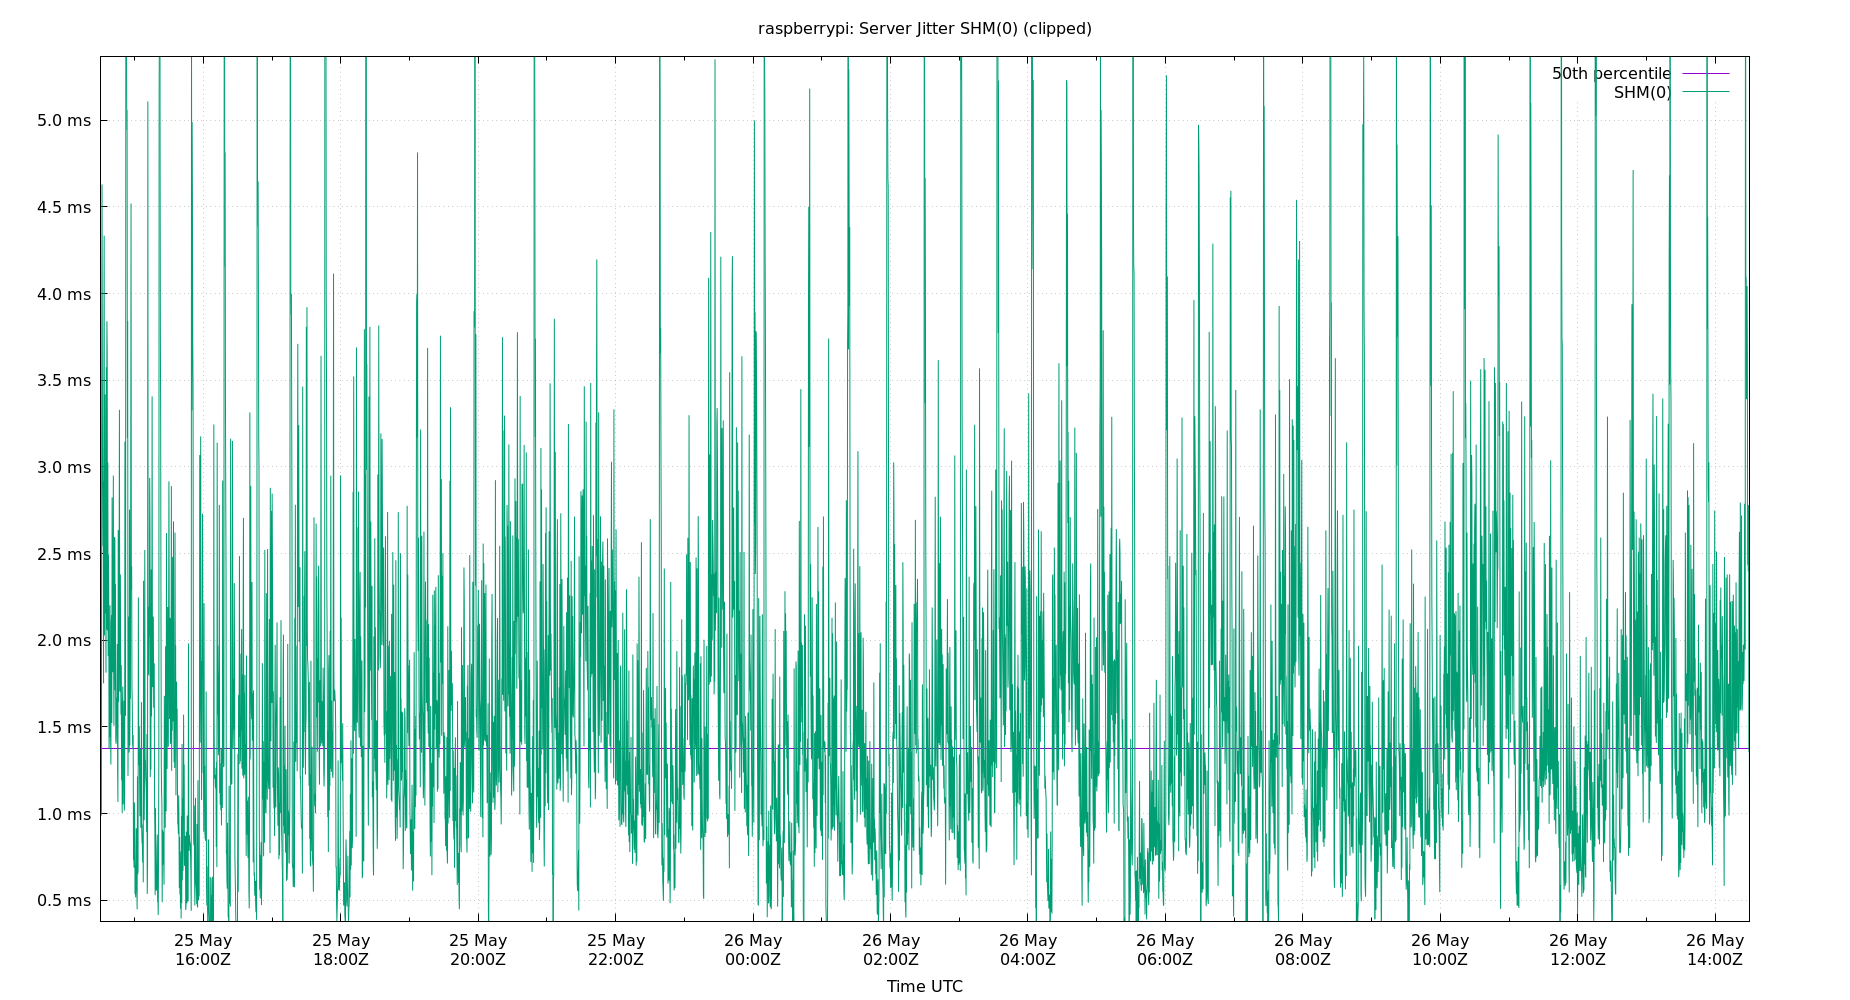 raspberrypi: Server Jitter SHM(0) (clipped)
50th percentile
SHM(0)
5.0 ms
4.5 ms
4.0 ms
3.5 ms
3.0 ms
2.5 ms
2.0 ms
1.5 ms
1.0 ms
0.5 ms
25 May 25 May 25 May 25 May 26 May 26 May 26 May 26 May 26 May 26 May 26 May 26 May
16:00Z 18:00Z 20:00Z 22:00Z 00:00Z 02:00Z 04:00Z 06:00Z 08:00Z 10:00Z 12:00Z 14:00Z
Time UTC